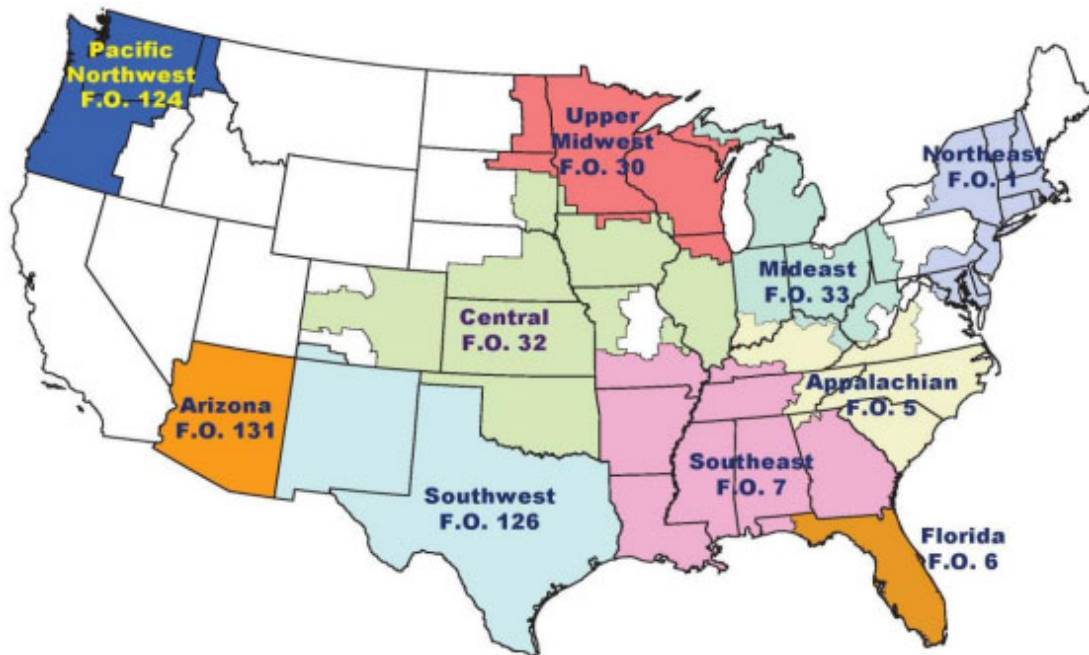 Pacific
Northwest
F.O. 124
Upper
Midwest
F.O. 30
Northeast
F.O. 1
Mideast
F.O. 33
Central
F.O. 32
Appalachian
F.O. 5
Arizona
F.O. 131
Southeast
F.O. 7
Southwest
F.O. 126
Florida
F.O. 6